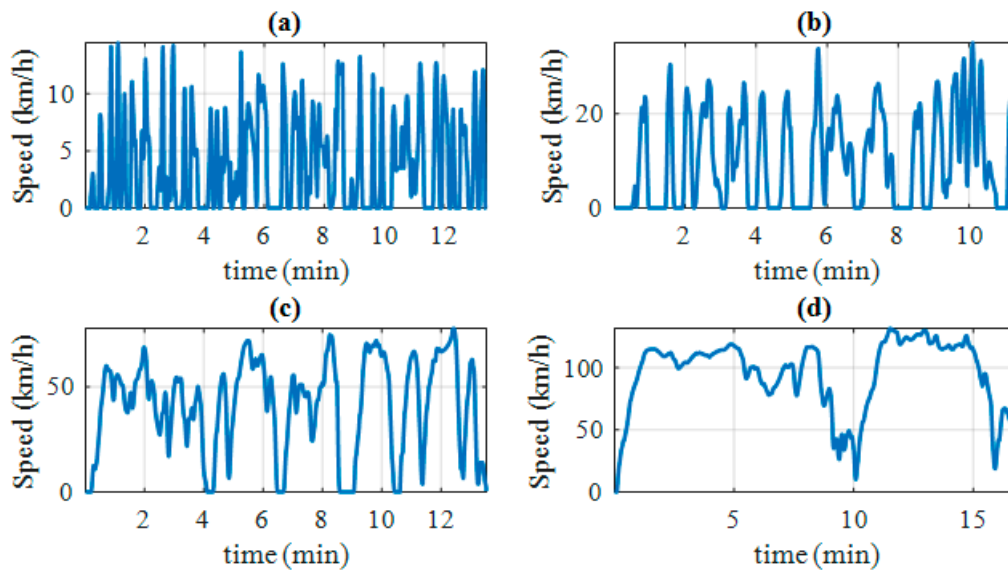 (a)
Speed (km/h)
10
5
0
2 4 6 8 10 12
time (min)
(b)
Speed (km/h)
20
0
2 4 6 8 10
time (min)
(c)
Speed (km/h)
50
0
2 4 6 8 10 12
time (min)
(d)
Speed (km/h)
100
50
0
5 10 15
time (min)